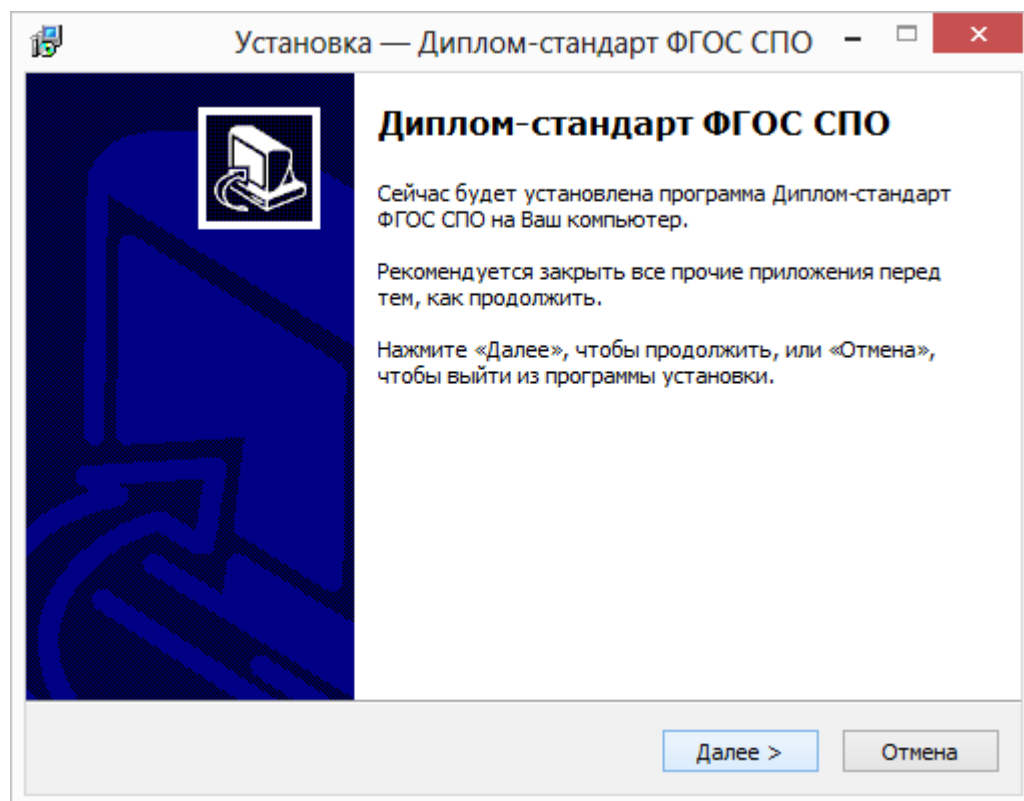 Установка — Диплом-стандарт ФГОС СПО
Диплом-стандарт ФГОС СПО
Сейчас будет установлена программа Диплом-стандарт
ФГОС СПО на Ваш компьютер.
Рекомендуется закрыть все прочие приложения перед
тем, как продолжить.
Нажмите «Далее», чтобы продолжить, или «Отмена»,
чтобы выйти из программы установки.
Далее >
Отмена